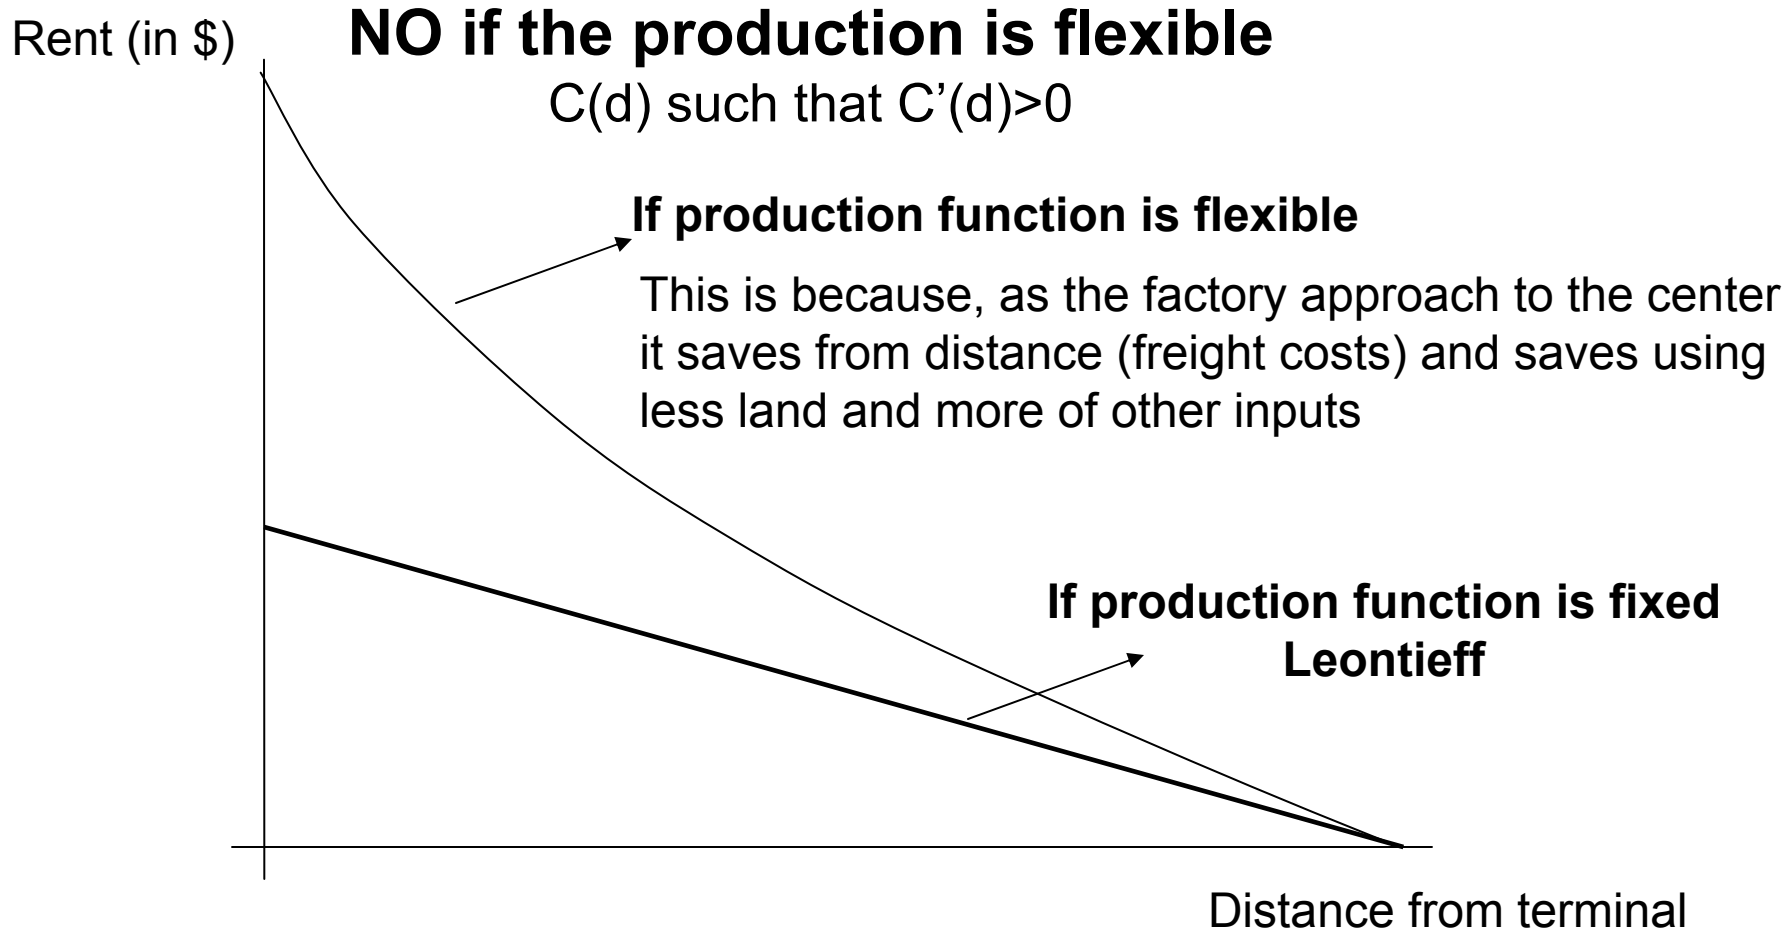 Rent (in $)
NO if the production is flexible
C(d) such that C’(d)>0
If production function is flexible
This is because, as the factory approach to the center
it saves from distance (freight costs) and saves using
less land and more of other inputs
If production function is fixed
Leontieff
Distance from terminal